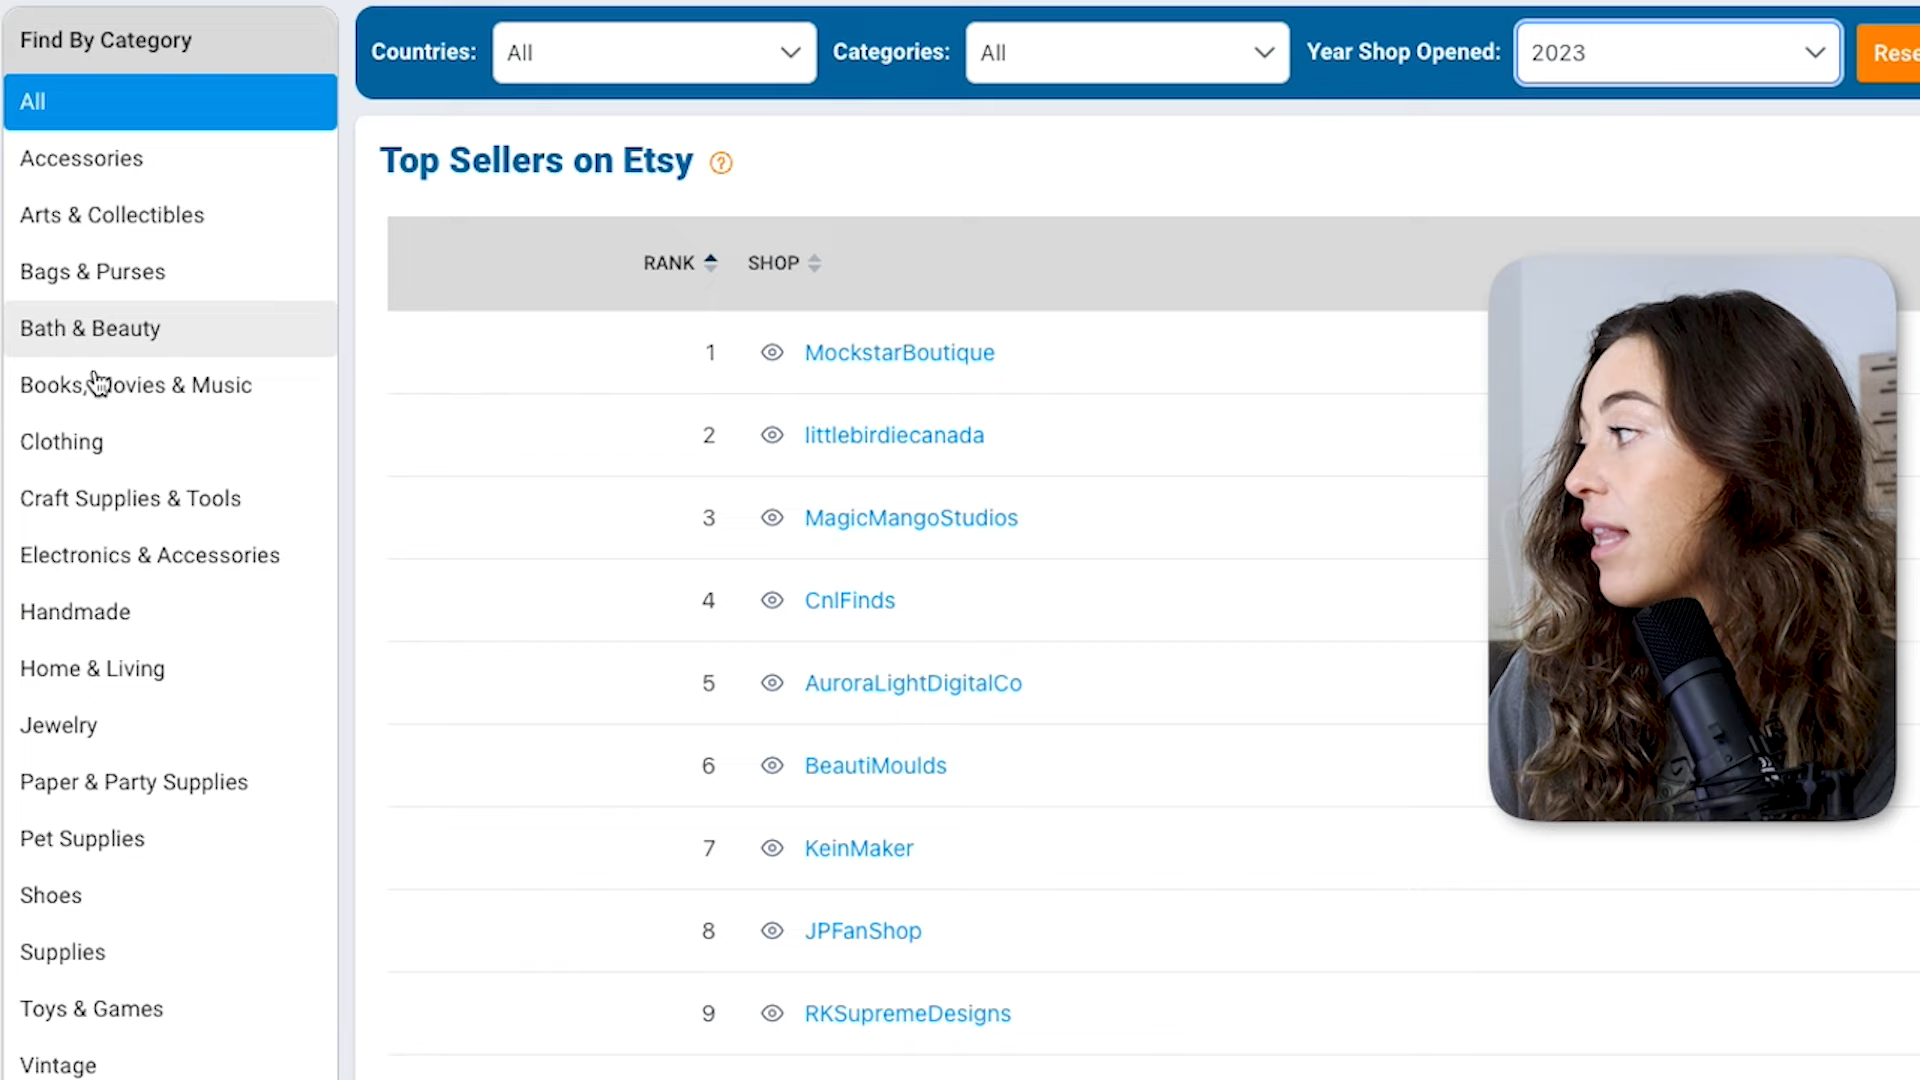 Find By Category
All
Accessories
Arts & Collectibles
Bags & Purses
Bath & Beauty
Books, Movies & Music
Clothing
Craft Supplies & Tools
Electronics & Accessories
Handmade
Home & Living
Jewelry
Paper & Party Supplies
Pet Supplies
Shoes
Supplies
Toys & Games
Vintage
Countries: All Categories: All Year Shop Opened: 2023 Rese
Top Sellers on Etsy ?
RANK SHOP
1 MockstarBoutique
2 littlebirdiecanada
3 MagicMangoStudios
4 CnlFinds
5 AuroraLightDigitalCo
6 BeautiMoulds
7 KeinMaker
8 JPFanShop
9 RKSupremeDesigns